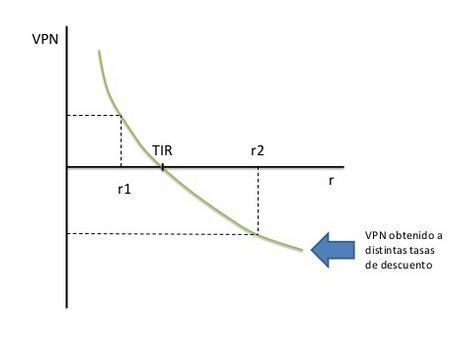 VPN
TIR
r2
r1
r
VPN obtenido a
distintas tasas
de descuento